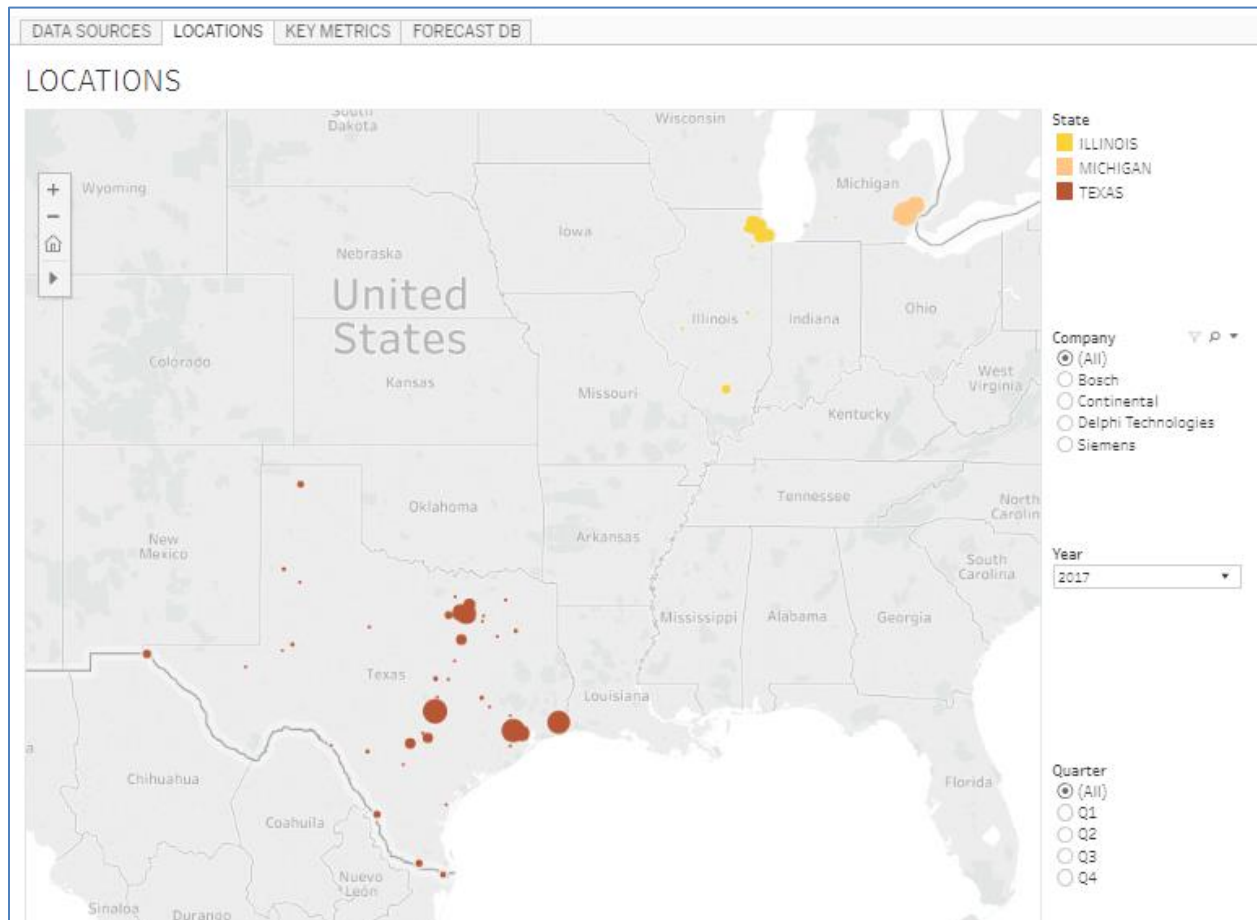 DATA SOURCES
LOCATIONS
KEY METRICS
FORECAST DB
LOCATIONS
South
Dakota
Wisconsin
Wyoming
Michigan
Iowa
Nebraska
United
States
Illinois
Indiana
Ohio
Colorado
Kansas
Missouri
West
Virginia
Kentucky
Oklahoma
Tennessee
North
Carolin
New
Mexico
Arkansas
South
Carolina
Mississippi
Alabama
Georgia
Texas
Louisiana
a
Chihuahua
Coahuila
Florida
Nuevo
León
Sinaloa
Durango
State
ILLINOIS
MICHIGAN
TEXAS
Company
(All)
Bosch
Continental
Delphi Technologies
Siemens
Year
2017
Quarter
(All)
Q1
Q2
Q3
Q4